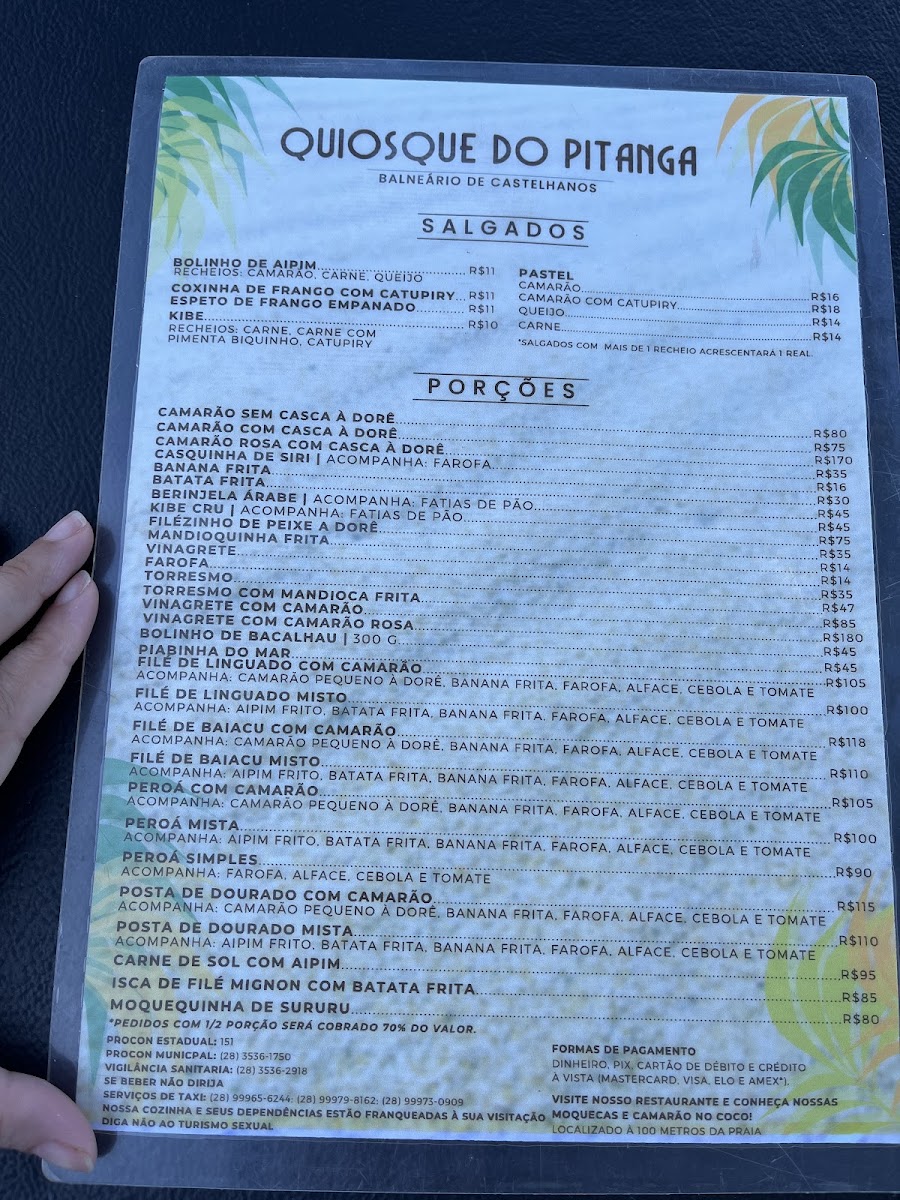 QUIOSQUE DO PITANGA
BALNEÁRIO DE CASTELHANOS
SALGADOS
BOLINHO DE AIPIM R$11
RECHEIOS: CAMARÃO, CARNE, QUEIJO
COXINHA DE FRANGO COM CATUPIRY R$11
ESPETO DE FRANGO EMPANADO R$11
KIBE R$10
RECHEIOS: CARNE, CARNE COM
PIMENTA BIQUINHO, CATUPIRY
PASTEL
CAMARÃO R$16
CAMARÃO COM CATUPIRY R$18
QUEIJO R$14
CARNE R$14
*SALGADOS COM MAIS DE 1 RECHEIO ACRESCENTARÁ 1 REAL
PORÇÕES
CAMARÃO SEM CASCA À DORÊ R$80
CAMARÃO COM CASCA À DORÊ R$75
CAMARÃO ROSA COM CASCA À DORÊ R$170
CASQUINHA DE SIRI | ACOMPANHA: FAROFA R$35
BANANA FRITA R$16
BATATA FRITA R$30
BERINJELA ÁRABE | ACOMPANHA: FATIAS DE PÃO R$45
KIBE CRU | ACOMPANHA: FATIAS DE PÃO R$45
FILÉZINHO DE PEIXE A DORÊ R$75
MANDIOQUINHA FRITA R$35
VINAGRETE R$14
FAROFA R$14
TORRESMO R$35
TORRESMO COM MANDIOCA FRITA R$47
VINAGRETE COM CAMARÃO R$85
VINAGRETE COM CAMARÃO ROSA R$180
BOLINHO DE BACALHAU | 300 G R$45
PIABINHA DO MAR R$45
FILÉ DE LINGUADO COM CAMARÃO R$105
ACOMPANHA: CAMARÃO PEQUENO À DORÊ, BANANA FRITA, FAROFA, ALFACE, CEBOLA E TOMATE
FILÉ DE LINGUADO MISTO R$100
ACOMPANHA: AIPIM FRITO, BATATA FRITA, BANANA FRITA, FAROFA, ALFACE, CEBOLA E TOMATE
FILÉ DE BAIACU COM CAMARÃO R$118
ACOMPANHA: CAMARÃO PEQUENO À DORÊ, BANANA FRITA, FAROFA, ALFACE, CEBOLA E TOMATE
FILÉ DE BAIACU MISTO R$110
ACOMPANHA: AIPIM FRITO, BATATA FRITA, BANANA FRITA, FAROFA, ALFACE, CEBOLA E TOMATE
PEROÁ COM CAMARÃO R$105
ACOMPANHA: CAMARÃO PEQUENO À DORÊ, BANANA FRITA, FAROFA, ALFACE, CEBOLA E TOMATE
PEROÁ MISTA R$100
ACOMPANHA: AIPIM FRITO, BATATA FRITA, BANANA FRITA, FAROFA, ALFACE, CEBOLA E TOMATE
PEROÁ SIMPLES R$90
ACOMPANHA: FAROFA, ALFACE, CEBOLA E TOMATE
POSTA DE DOURADO COM CAMARÃO R$115
ACOMPANHA: CAMARÃO PEQUENO À DORÊ, BANANA FRITA, FAROFA, ALFACE, CEBOLA E TOMATE
POSTA DE DOURADO MISTA R$110
ACOMPANHA: AIPIM FRITO, BATATA FRITA, BANANA FRITA, FAROFA, ALFACE, CEBOLA E TOMATE
CARNE DE SOL COM AIPIM R$95
ISCA DE FILÉ MIGNON COM BATATA FRITA R$85
MOQUEQUINHA DE SURURU R$80
*PEDIDOS COM 1/2 PORÇÃO SERÁ COBRADO 70% DO VALOR.
PROCON ESTADUAL: 151
PROCON MUNICPAL: (28) 3536-1750
VIGILÂNCIA SANITARIA: (28) 3536-2918
SE BEBER NÃO DIRIJA
SERVIÇOS DE TAXI: (28) 99965-6244; (28) 99979-8162; (28) 99973-0909
NOSSA COZINHA E SEUS DEPENDÊNCIAS ESTÃO FRANQUEADAS À SUA VISITAÇÃO
DIGA NÃO AO TURISMO SEXUAL
FORMAS DE PAGAMENTO
DINHEIRO, PIX, CARTÃO DE DÉBITO E CRÉDITO
À VISTA (MASTERCARD, VISA, ELO E AMEX*).
VISITE NOSSO RESTAURANTE E CONHEÇA NOSSAS
MOQUECAS E CAMARÃO NO COCO!
LOCALIZADO À 100 METROS DA PRAIA